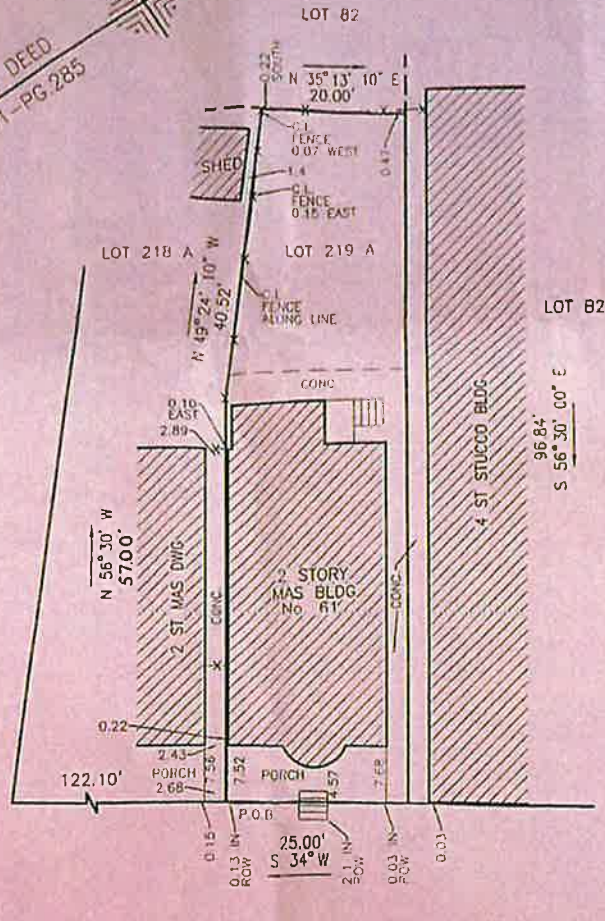 LOT 82
DEED
PG.285
0.22
SOUTH
N 35° 13' 10" E
20.00'
C.L.
FENCE
0.07 WEST
0.47
SHED
1.4
C.L.
FENCE
0.15 EAST
LOT 218 A
LOT 219 A
N 49° 24' 10" W
40.52'
C.L.
FENCE
ALONG LINE
LOT 82
CONC
0.10
EAST
2.89
4 ST STUCCO BLDG
96.84'
S 56° 30' 00" E
N 56° 30' W
57.00'
2 ST MAS DWG
CONC.
2 STORY
MAS BLDG.
No. 61
CONC.
0.22
2.43
PORCH
2.68
7.56
7.52
PORCH
4.57
7.68
122.10'
P.O.B.
0.15
0.13 IN
ROW
25.00'
S 34° W
2.1 IN
ROW
0.03 IN
ROW
0.03